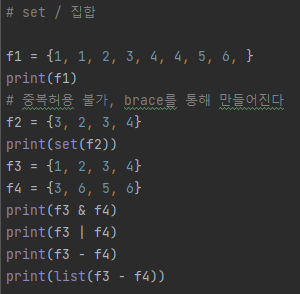 # set / 집합
f1 = {1, 1, 2, 3, 4, 4, 5, 6, }
print(f1)
# 중복허용 불가, brace를 통해 만들어진다
f2 = {3, 2, 3, 4}
print(set(f2))
f3 = {1, 2, 3, 4}
f4 = {3, 6, 5, 6}
print(f3 & f4)
print(f3 | f4)
print(f3 - f4)
print(list(f3 - f4))